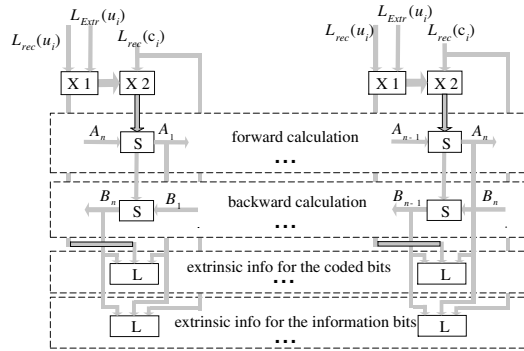 L_Extr(u_i) L_Extr(u_i)
L_rec(u_i) L_rec(c_i) L_rec(u_i) L_rec(c_i)
X 1 X 2 X 1 X 2
A_n S A_1 forward calculation A_{n-1} S A_n
...
B_n S B_1 backward calculation B_{n-1} S B_n
...
L extrinsic info for the coded bits L
...
L extrinsic info for the information bits L
...